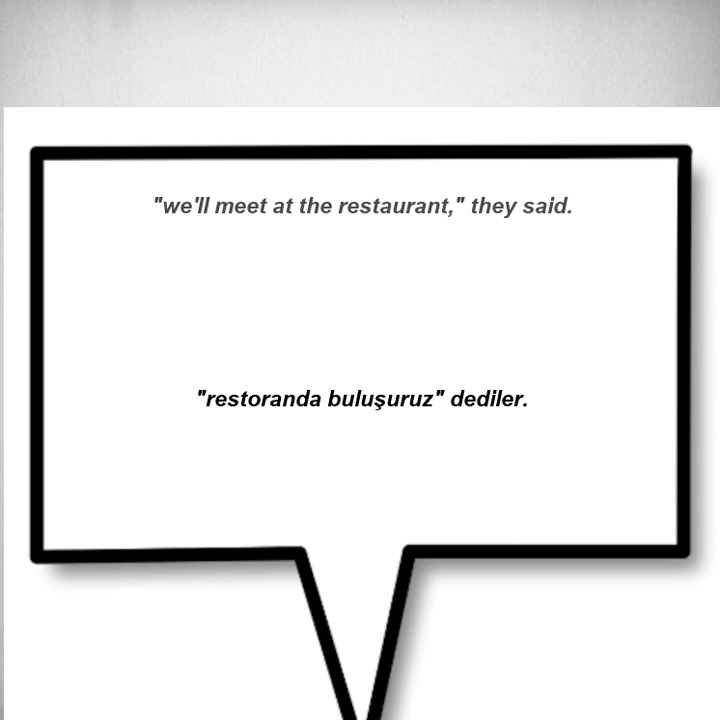 "we'll meet at the restaurant," they said.
"restoranda buluşuruz" dediler.